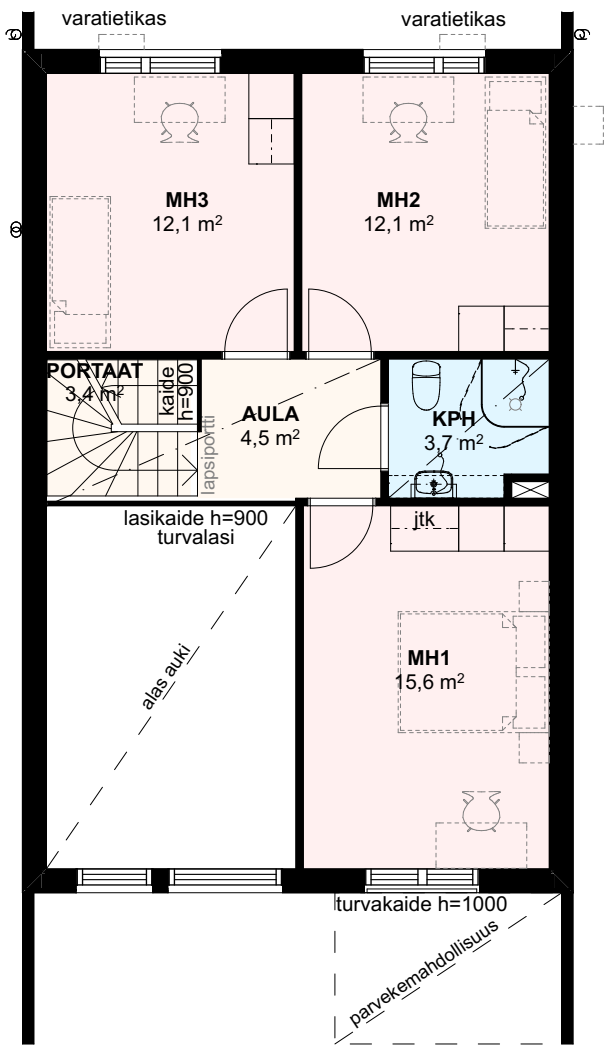 varatietikas
varatietikas
MH3
12,1 m²
MH2
12,1 m²
PORTAAT
3,4 m²
kaide
h=900
lapsiportti
AULA
4,5 m²
KPH
3,7 m²
lasikaide h=900
turvalasi
jtk
alas auki
MH1
15,6 m²
turvakaide h=1000
parvekemahdollisuus